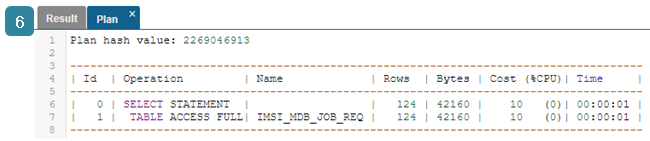 6
Result Plan ×
1 Plan hash value: 2269046913
2
3 --------------------------------------------------------------------------------------
4 | Id | Operation | Name | Rows | Bytes | Cost (%CPU)| Time |
5 --------------------------------------------------------------------------------------
6 | 0 | SELECT STATEMENT | | 124 | 42160 | 10 (0)| 00:00:01 |
7 | 1 | TABLE ACCESS FULL| IMSI_MDB_JOB_REQ | 124 | 42160 | 10 (0)| 00:00:01 |
8 --------------------------------------------------------------------------------------